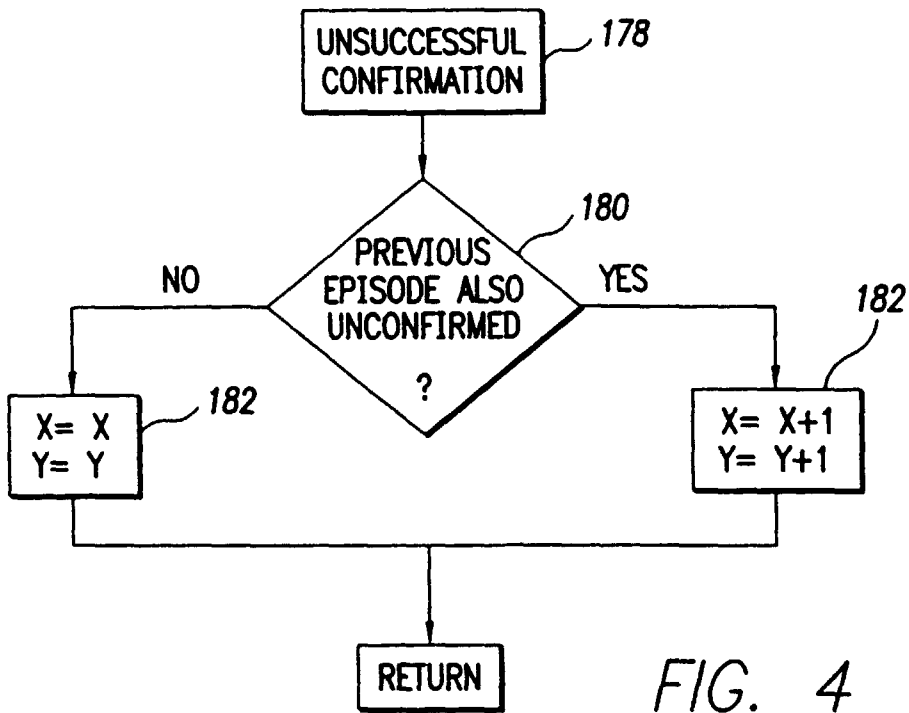 UNSUCCESSFUL
CONFIRMATION
178
PREVIOUS
EPISODE ALSO
UNCONFIRMED
?
180
NO
YES
X= X
Y= Y
182
X= X+1
Y= Y+1
182
RETURN
FIG. 4